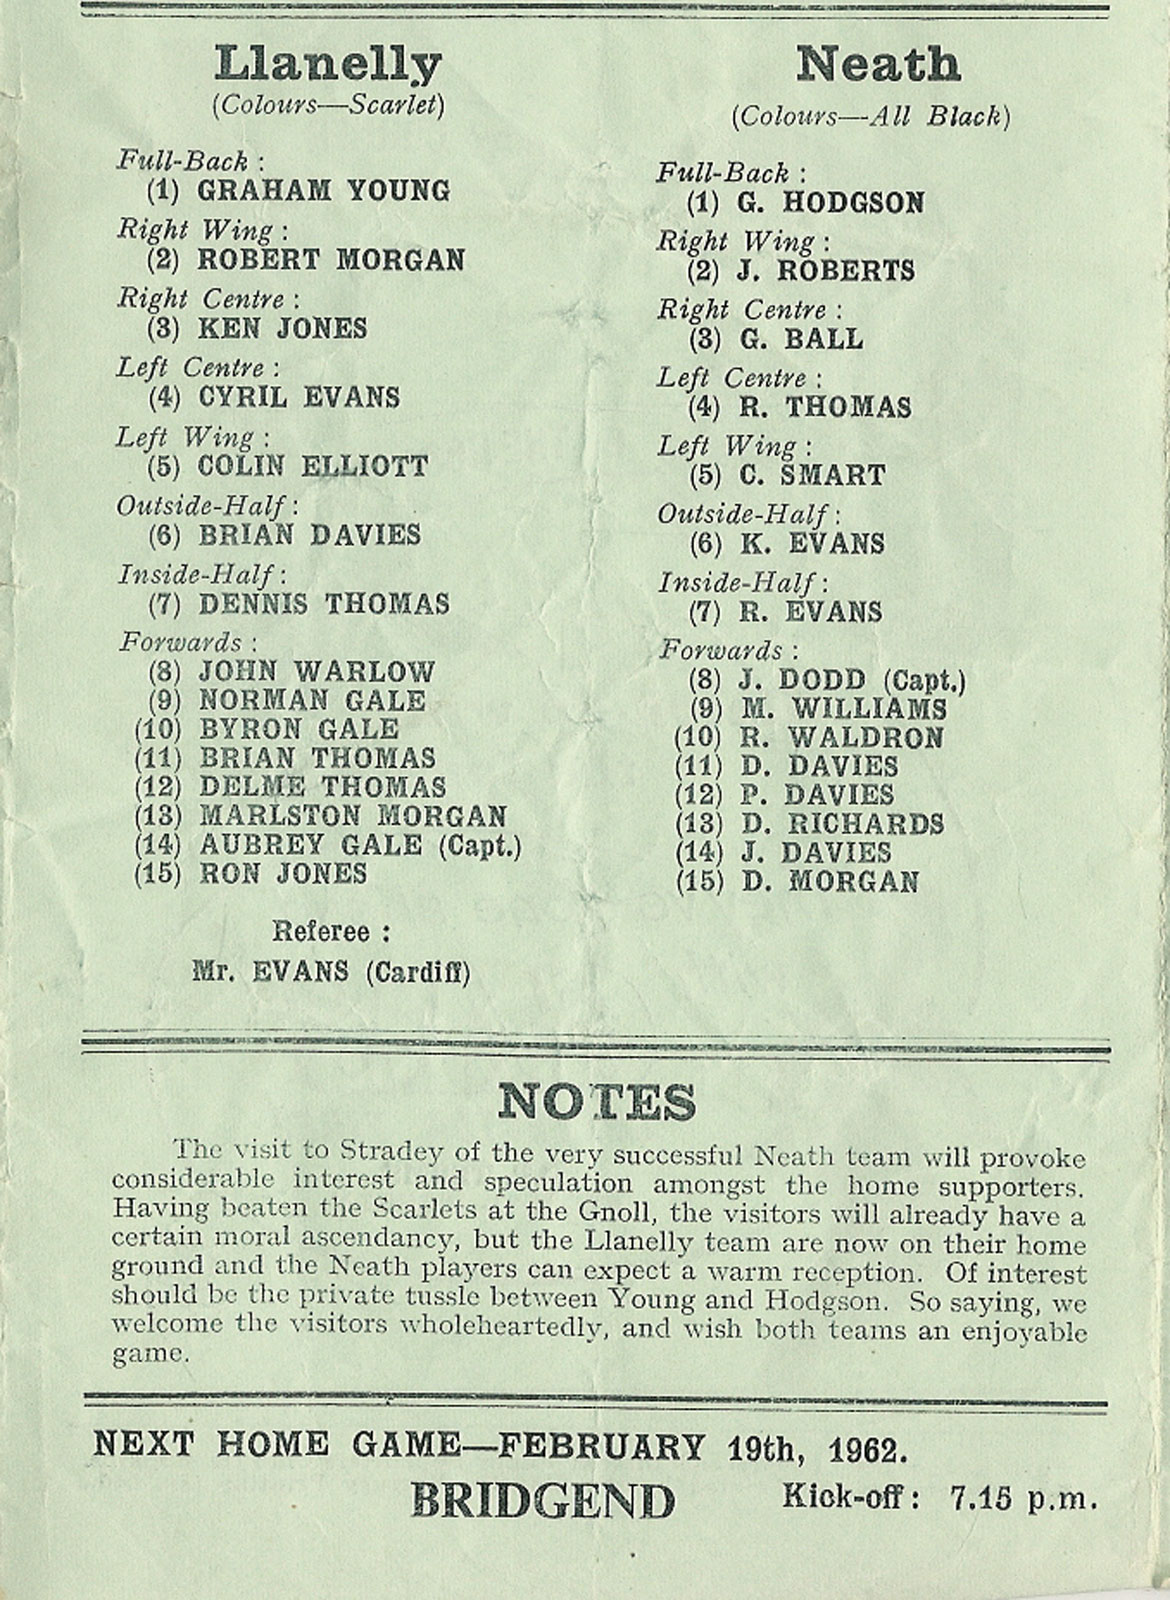 Llanelly
(Colours—Scarlet)
Full-Back :
(1) GRAHAM YOUNG
Right Wing :
(2) ROBERT MORGAN
Right Centre :
(3) KEN JONES
Left Centre :
(4) CYRIL EVANS
Left Wing :
(5) COLIN ELLIOTT
Outside-Half :
(6) BRIAN DAVIES
Inside-Half :
(7) DENNIS THOMAS
Forwards :
(8) JOHN WARLOW
(9) NORMAN GALE
(10) BYRON GALE
(11) BRIAN THOMAS
(12) DELME THOMAS
(13) MARLSTON MORGAN
(14) AUBREY GALE (Capt.)
(15) RON JONES
Referee :
Mr. EVANS (Cardiff)
Neath
(Colours—All Black)
Full-Back :
(1) G. HODGSON
Right Wing :
(2) J. ROBERTS
Right Centre :
(3) G. BALL
Left Centre :
(4) R. THOMAS
Left Wing :
(5) C. SMART
Outside-Half :
(6) K. EVANS
Inside-Half :
(7) R. EVANS
Forwards :
(8) J. DODD (Capt.)
(9) M. WILLIAMS
(10) R. WALDRON
(11) D. DAVIES
(12) P. DAVIES
(13) D. RICHARDS
(14) J. DAVIES
(15) D. MORGAN
NOTES
The visit to Stradey of the very successful Neath team will provoke
considerable interest and speculation amongst the home supporters.
Having beaten the Scarlets at the Gnoll, the visitors will already have a
certain moral ascendancy, but the Llanelly team are now on their home
ground and the Neath players can expect a warm reception. Of interest
should be the private tussle between Young and Hodgson. So saying, we
welcome the visitors wholeheartedly, and wish both teams an enjoyable
game.
NEXT HOME GAME—FEBRUARY 19th, 1962.
BRIDGEND Kick-off : 7.15 p.m.